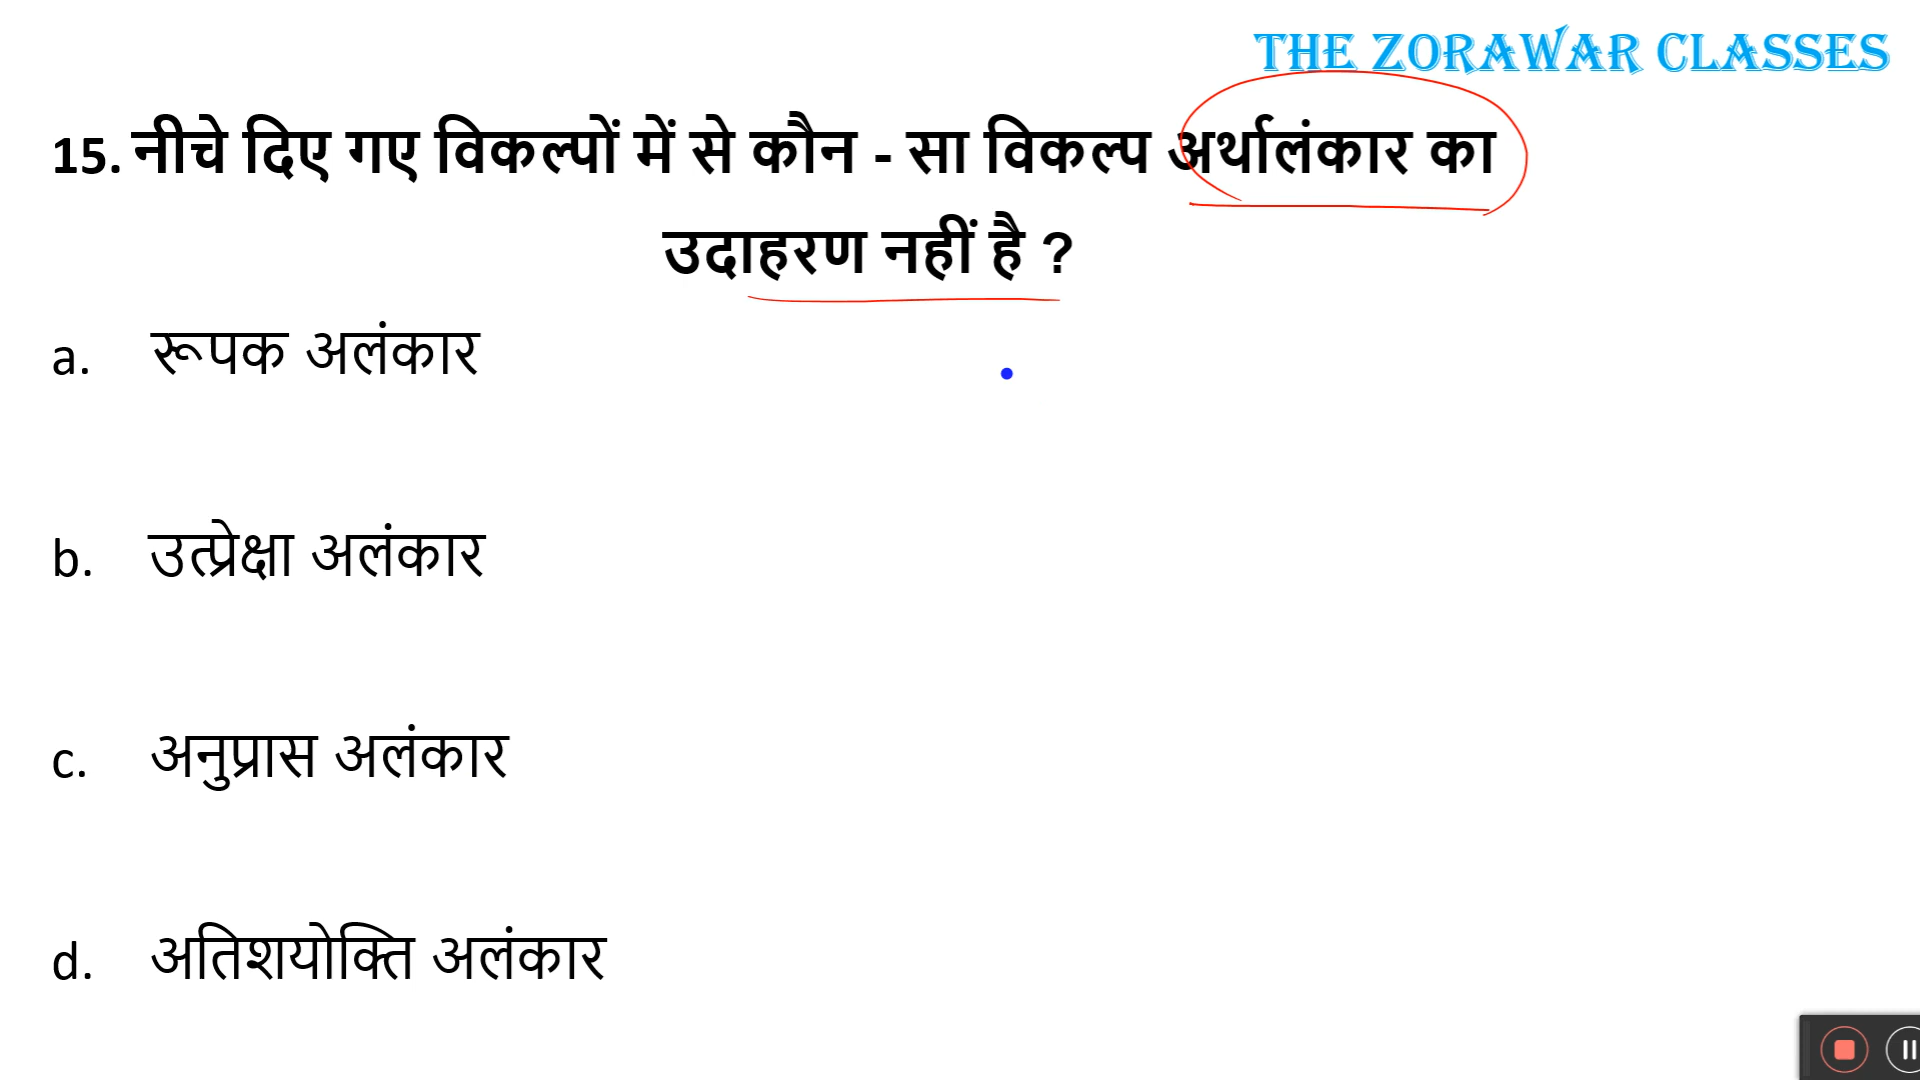 THE ZORAWAR CLASSES
15. नीचे दिए गए विकल्पों में से कौन - सा विकल्प अर्थालंकार का
उदाहरण नहीं है ?
a. रूपक अलंकार
b. उत्प्रेक्षा अलंकार
c. अनुप्रास अलंकार
d. अतिशयोक्ति अलंकार